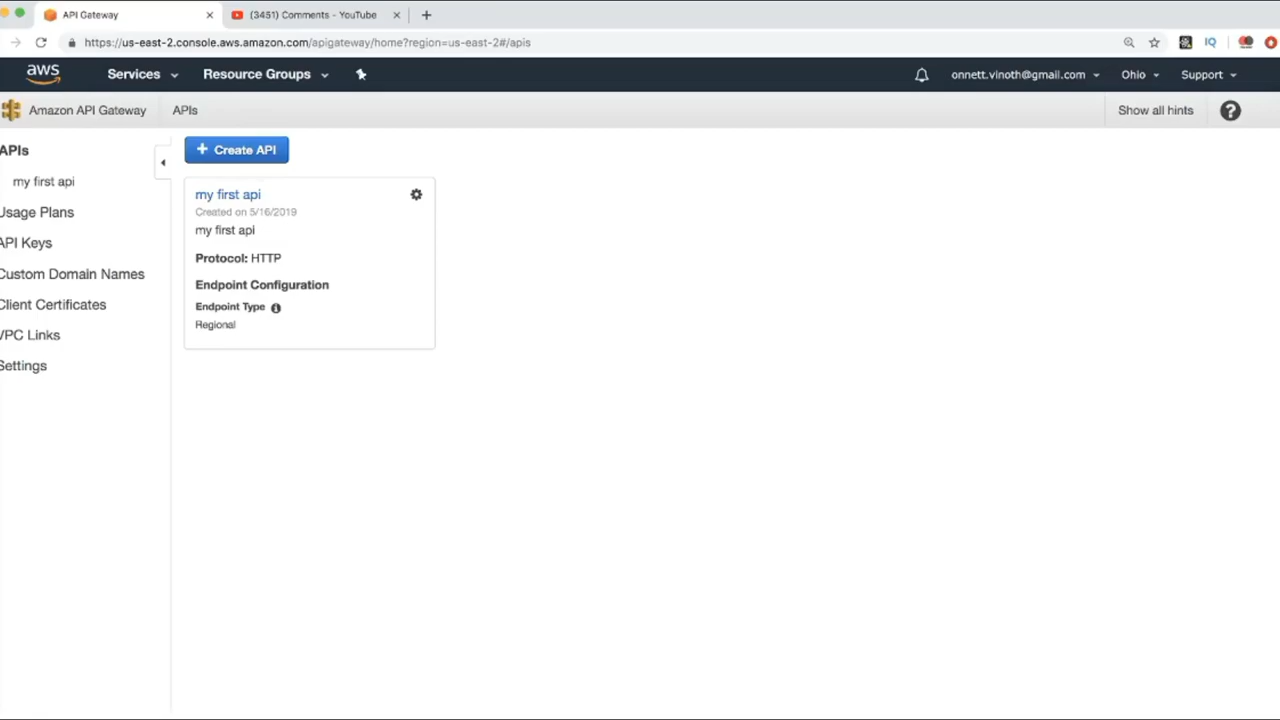 API Gateway
(3451) Comments - YouTube
https://us-east-2.console.aws.amazon.com/apigateway/home?region=us-east-2#/apis
IQ
aws Services Resource Groups onnett.vinoth@gmail.com Ohio Support
Amazon API Gateway APIs Show all hints
APIs
my first api
Usage Plans
API Keys
Custom Domain Names
Client Certificates
VPC Links
Settings
+ Create API
my first api
Created on 5/16/2019
my first api
Protocol: HTTP
Endpoint Configuration
Endpoint Type
Regional